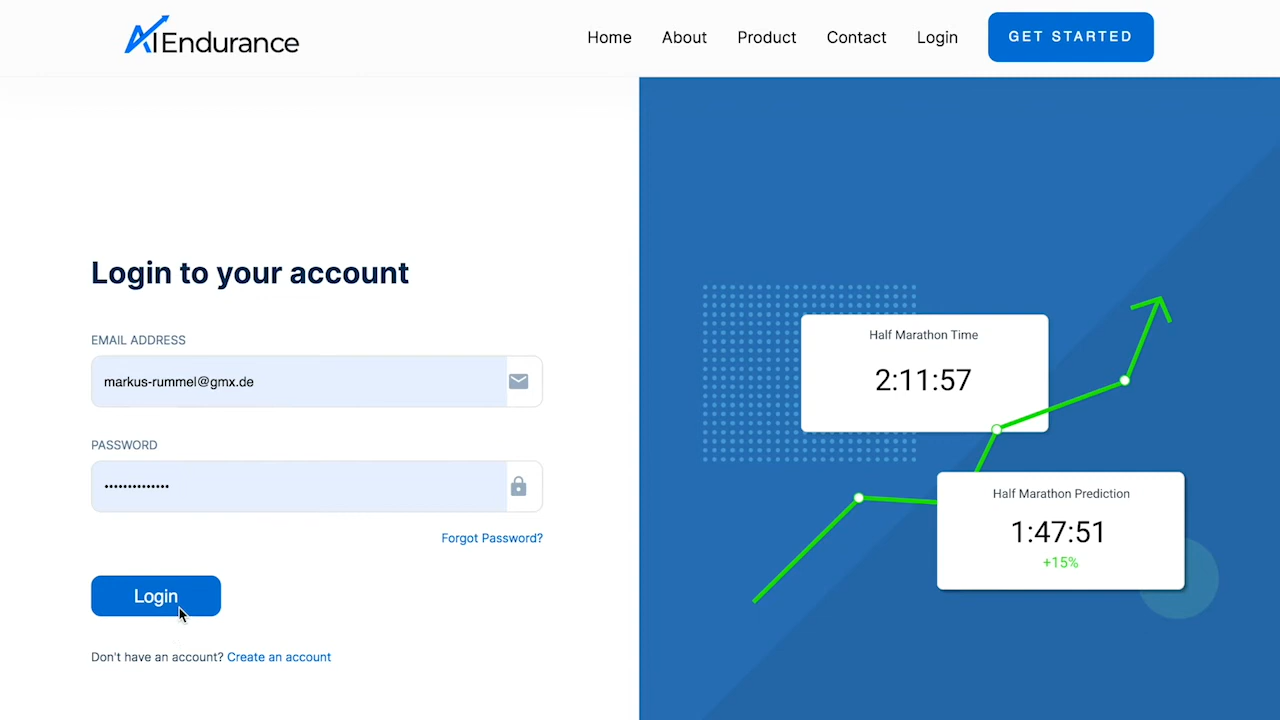 AI Endurance
Home About Product Contact Login GET STARTED
Login to your account
EMAIL ADDRESS
markus-rummel@gmx.de
PASSWORD
••••••••••••••
Forgot Password?
Login
Don't have an account? Create an account
Half Marathon Time
2:11:57
Half Marathon Prediction
1:47:51
+15%